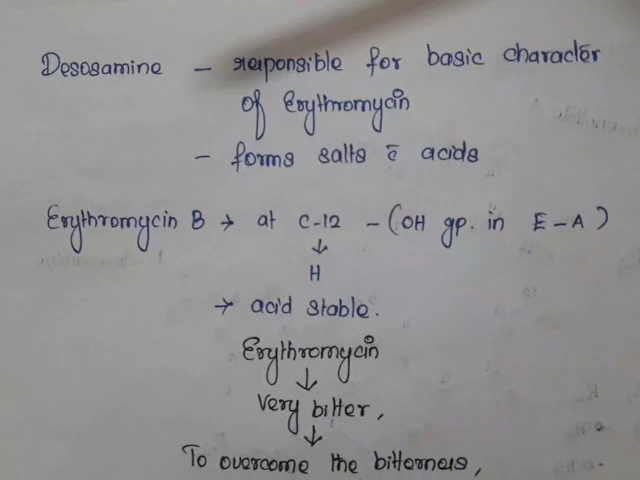 Desosamine – responsible for basic character
of Erythromycin
– forms salts c̄ acids
Erythromycin B → at C-12 – (OH gp. in E-A)
↓
H
→ acid stable.
Erythromycin
↓
Very bitter,
↓
To overcome the bitterness,